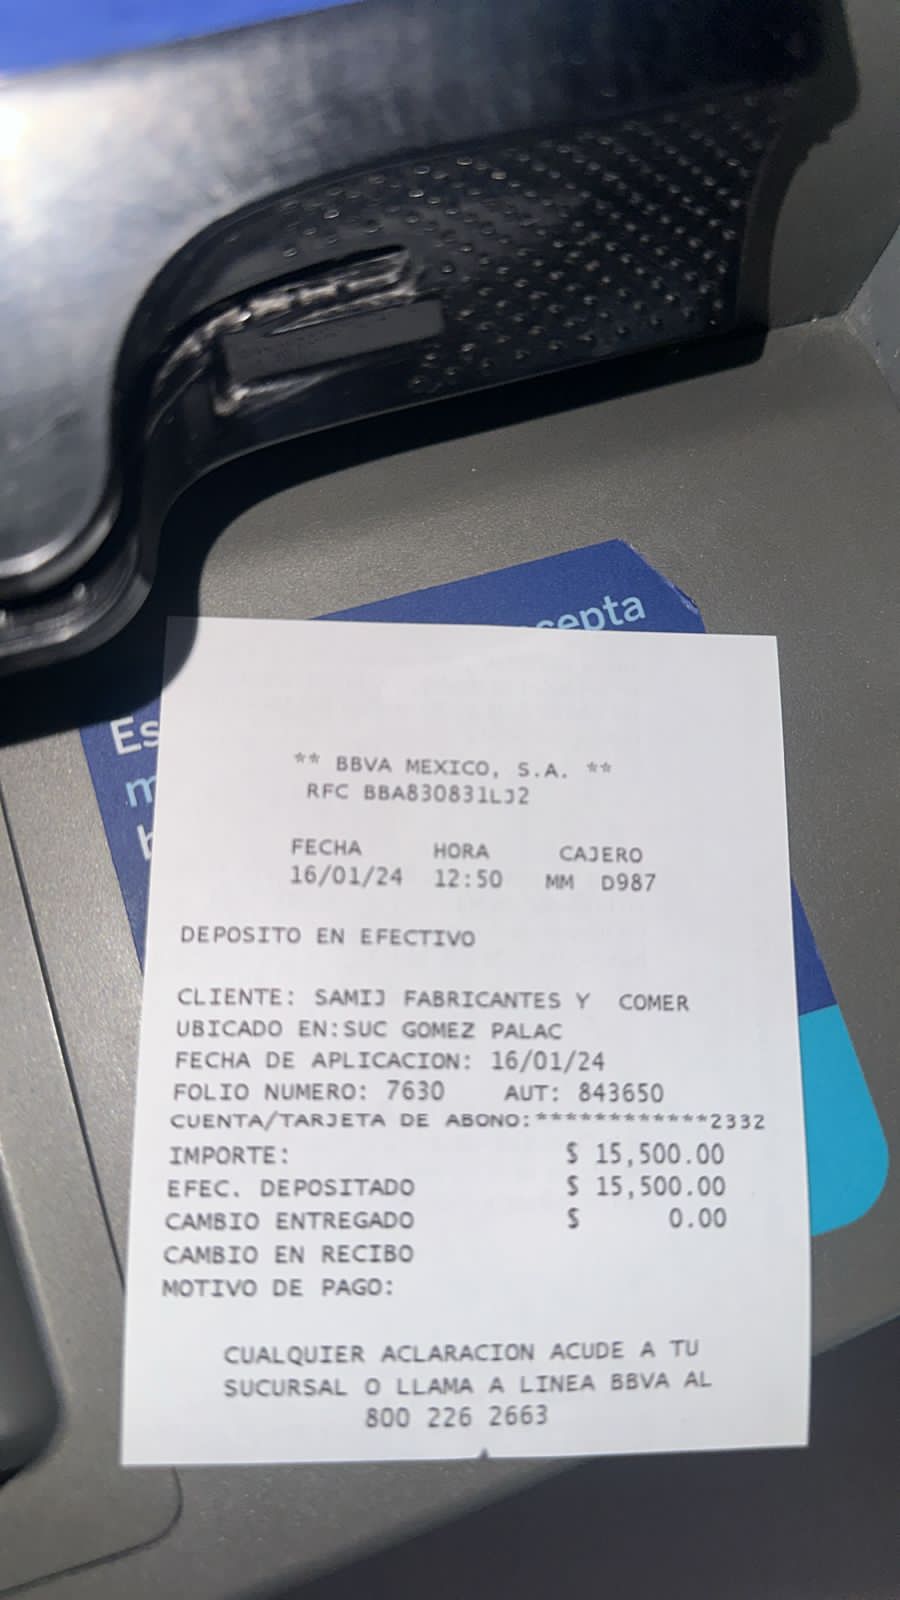 cepta
Es
m
b
** BBVA MEXICO, S.A. **
RFC BBA830831LJ2
FECHA HORA CAJERO
16/01/24 12:50 MM D987
DEPOSITO EN EFECTIVO
CLIENTE: SAMIJ FABRICANTES Y COMER
UBICADO EN:SUC GOMEZ PALAC
FECHA DE APLICACION: 16/01/24
FOLIO NUMERO: 7630 AUT: 843650
CUENTA/TARJETA DE ABONO:************2332
IMPORTE: $ 15,500.00
EFEC. DEPOSITADO $ 15,500.00
CAMBIO ENTREGADO $ 0.00
CAMBIO EN RECIBO
MOTIVO DE PAGO:
CUALQUIER ACLARACION ACUDE A TU
SUCURSAL O LLAMA A LINEA BBVA AL
800 226 2663